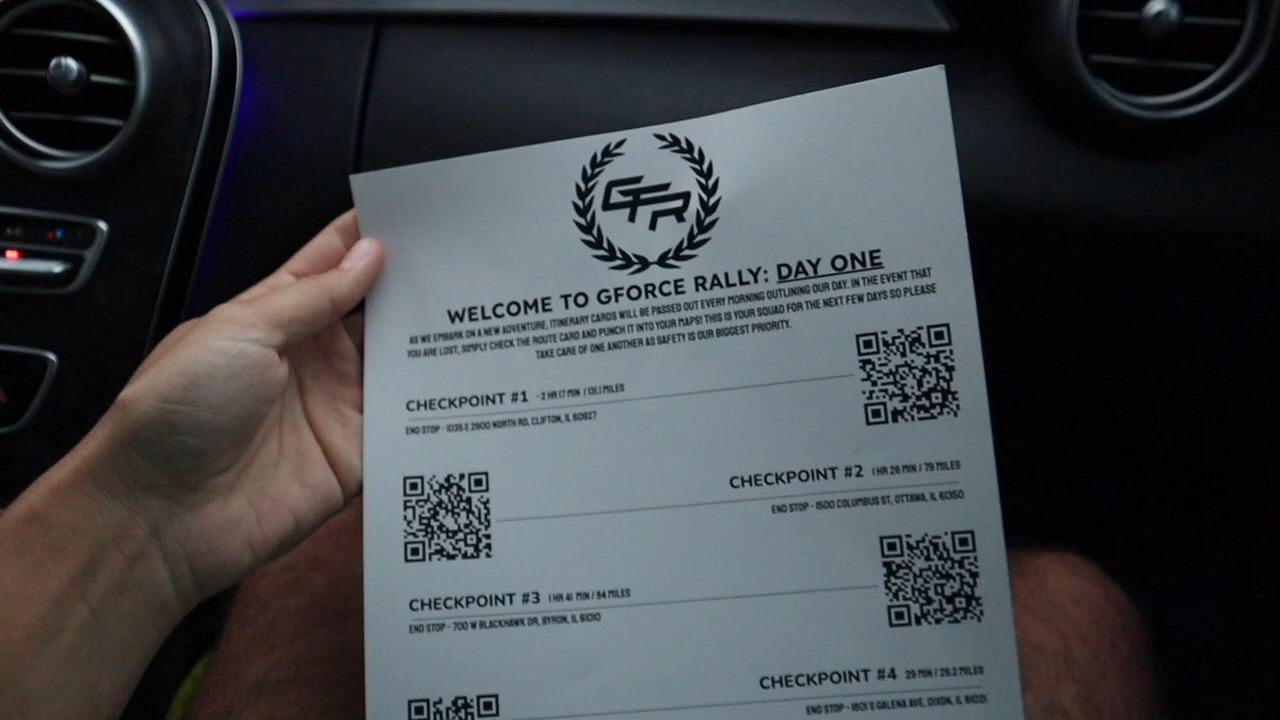 GFR
WELCOME TO GFORCE RALLY: DAY ONE
AS WE EMBARK ON A NEW ADVENTURE, ITINERARY CARDS WILL BE PASSED OUT EVERY MORNING OUTLINING OUR DAY. IN THE EVENT THAT
YOU ARE LOST, SIMPLY CHECK THE ROUTE CARD AND PUNCH IT INTO YOUR MAPS! THIS IS YOUR SQUAD FOR THE NEXT FEW DAYS SO PLEASE
TAKE CARE OF ONE ANOTHER AS SAFETY IS OUR BIGGEST PRIORITY.
CHECKPOINT #1 - 2 HR 17 MIN / 131.1 MILES
END STOP - 1035 E 2900 NORTH RD, CLIFTON, IL 60927
CHECKPOINT #2 1 HR 26 MIN / 79 MILES
END STOP - 1500 COLUMBUS ST, OTTAWA, IL 61350
CHECKPOINT #3 1 HR 41 MIN / 84 MILES
END STOP - 700 W BLACKHAWK DR, BYRON, IL 61010
CHECKPOINT #4 29 MIN / 26.2 MILES
END STOP - 1801 S GALENA AVE, DIXON, IL 61021